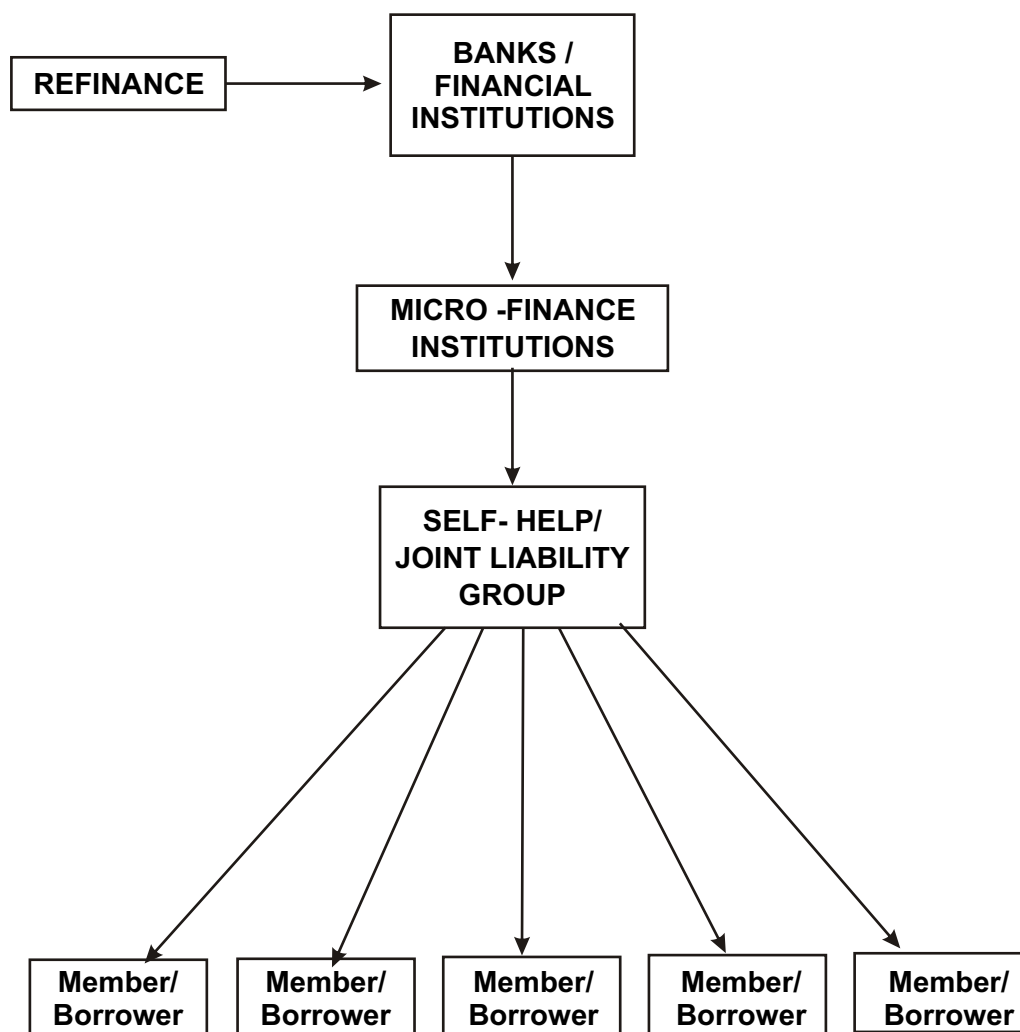 REFINANCE
BANKS /
FINANCIAL
INSTITUTIONS
MICRO -FINANCE
INSTITUTIONS
SELF- HELP/
JOINT LIABILITY
GROUP
Member/
Borrower
Member/
Borrower
Member/
Borrower
Member/
Borrower
Member/
Borrower